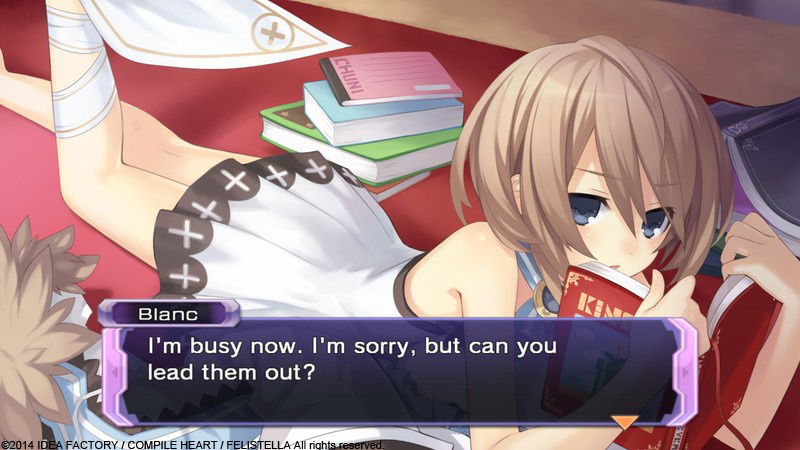 CHUNI
KIN
Blanc
I'm busy now. I'm sorry, but can you
lead them out?
©2014 IDEA FACTORY / COMPILE HEART / FELISTELLA All rights reserved.